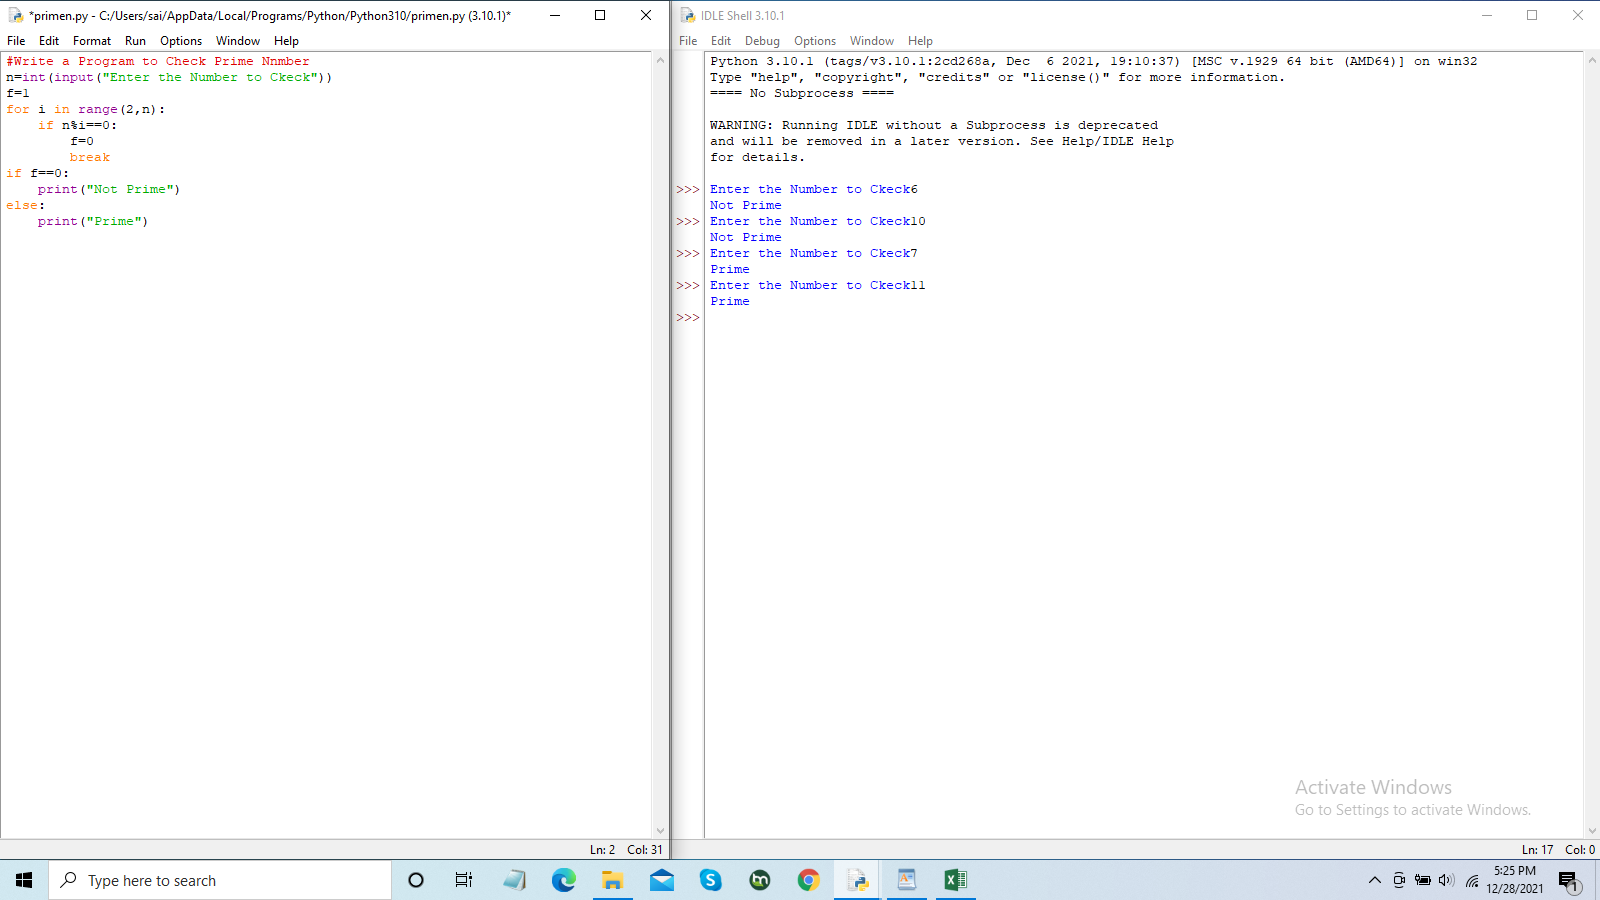 *primen.py - C:/Users/sai/AppData/Local/Programs/Python/Python310/primen.py (3.10.1)*
File Edit Format Run Options Window Help
#Write a Program to Check Prime Nnmber
n=int(input("Enter the Number to Ckeck"))
f=1
for i in range(2,n):
    if n%i==0:
        f=0
        break
if f==0:
    print("Not Prime")
else:
    print("Prime")
Ln: 2 Col: 31
IDLE Shell 3.10.1
File Edit Debug Options Window Help
Python 3.10.1 (tags/v3.10.1:2cd268a, Dec  6 2021, 19:10:37) [MSC v.1929 64 bit (AMD64)] on win32
Type "help", "copyright", "credits" or "license()" for more information.
==== No Subprocess ====
WARNING: Running IDLE without a Subprocess is deprecated
and will be removed in a later version. See Help/IDLE Help
for details.
>>> Enter the Number to Ckeck6
Not Prime
>>> Enter the Number to Ckeck10
Not Prime
>>> Enter the Number to Ckeck7
Prime
>>> Enter the Number to Ckeck11
Prime
>>>
Activate Windows
Go to Settings to activate Windows.
Ln: 17 Col: 0
Type here to search
5:25 PM
12/28/2021
1